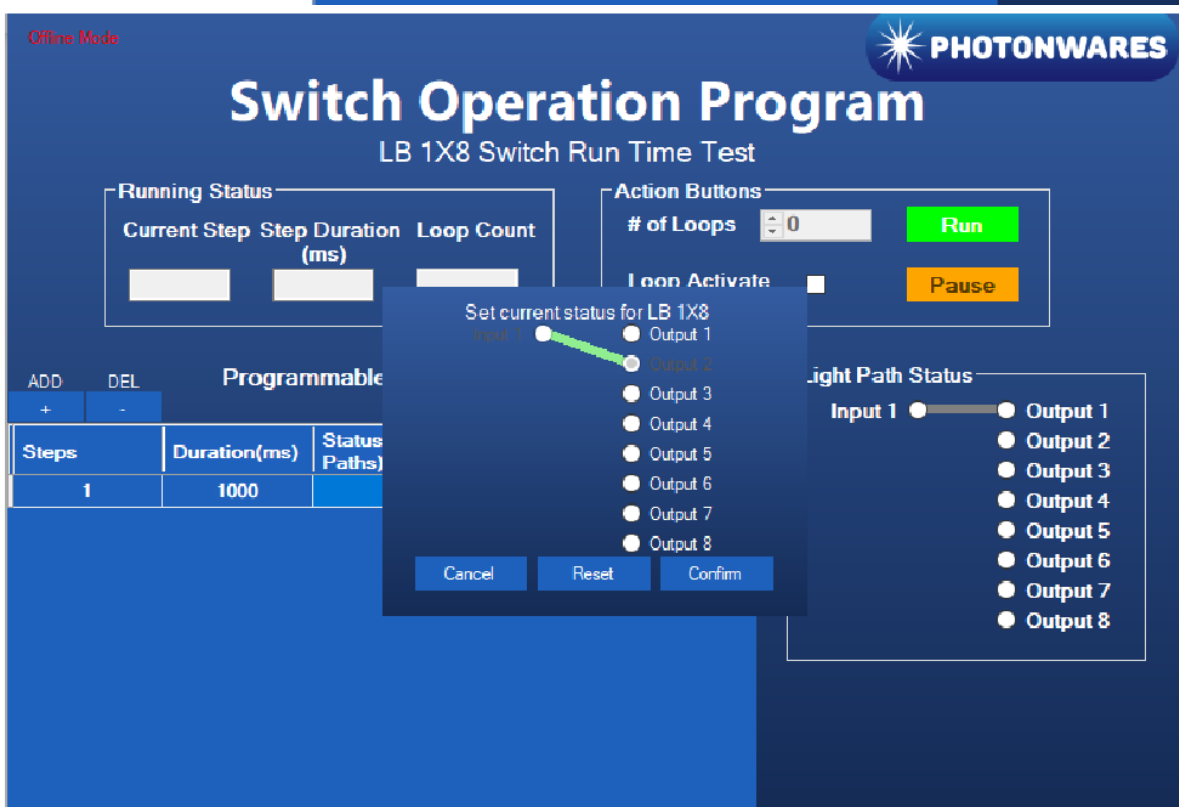 Offline Mode
PHOTONWARES
Switch Operation Program
LB 1X8 Switch Run Time Test
Running Status
Current Step
Step Duration (ms)
Loop Count
Action Buttons
# of Loops
0
Run
Loop Activate
Pause
Set current status for LB 1X8
Input 1
Output 1
Output 2
Output 3
Output 4
Output 5
Output 6
Output 7
Output 8
Cancel
Reset
Confirm
ADD
DEL
+
-
Programmable
Steps
Duration(ms)
Status
Paths)
1
1000
Light Path Status
Input 1
Output 1
Output 2
Output 3
Output 4
Output 5
Output 6
Output 7
Output 8